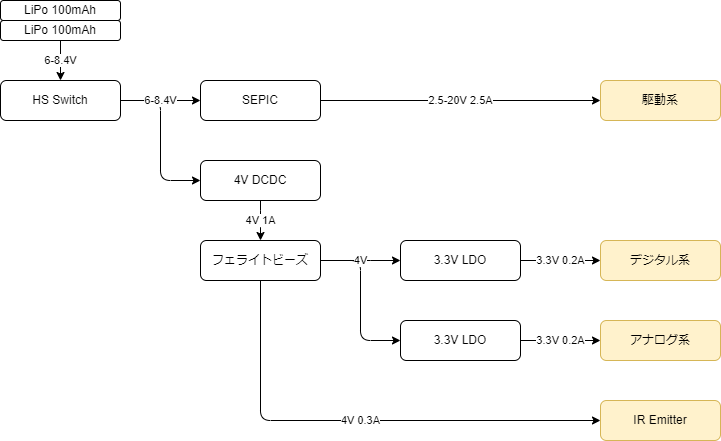 LiPo 100mAh
LiPo 100mAh
6-8.4V
HS Switch
6-8.4V
SEPIC
2.5-20V 2.5A
駆動系
4V DCDC
4V 1A
フェライトビーズ
4V
3.3V LDO
3.3V 0.2A
デジタル系
3.3V LDO
3.3V 0.2A
アナログ系
4V 0.3A
IR Emitter